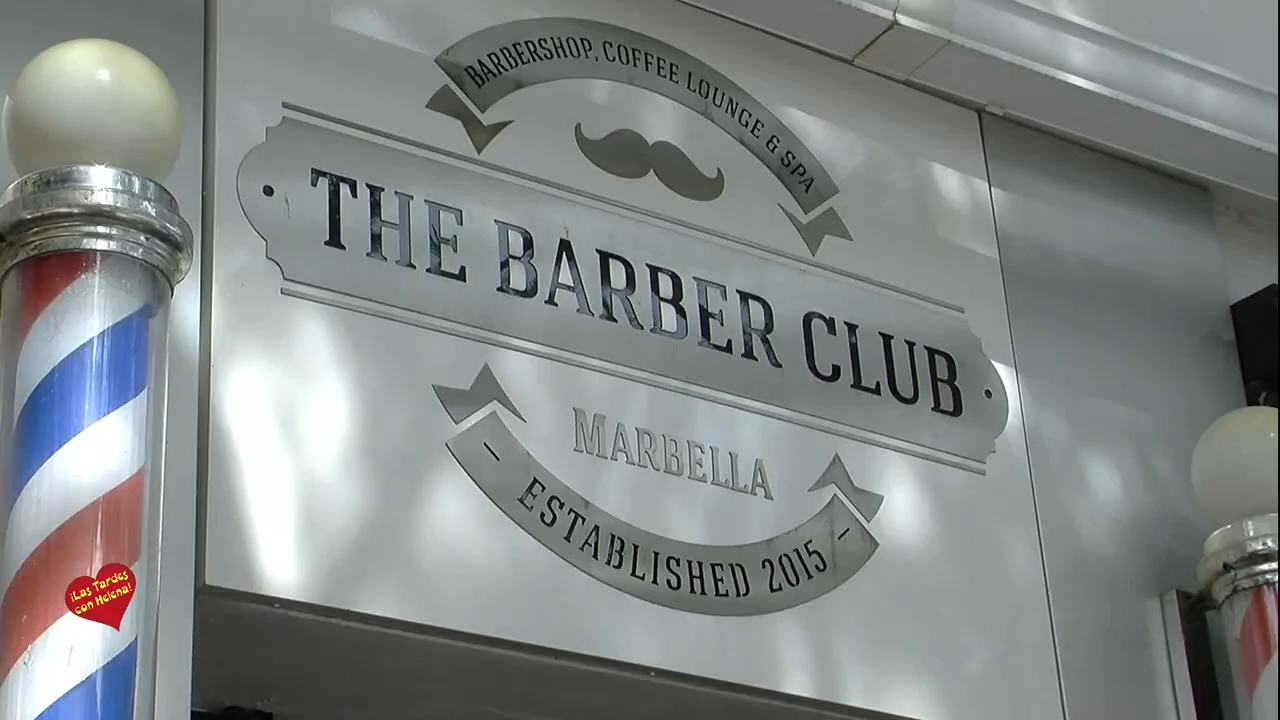 BARBERSHOP, COFFEE LOUNGE & SPA
THE BARBER CLUB
MARBELLA
- ESTABLISHED 2015 -
¡Las Tardes
con Helena!